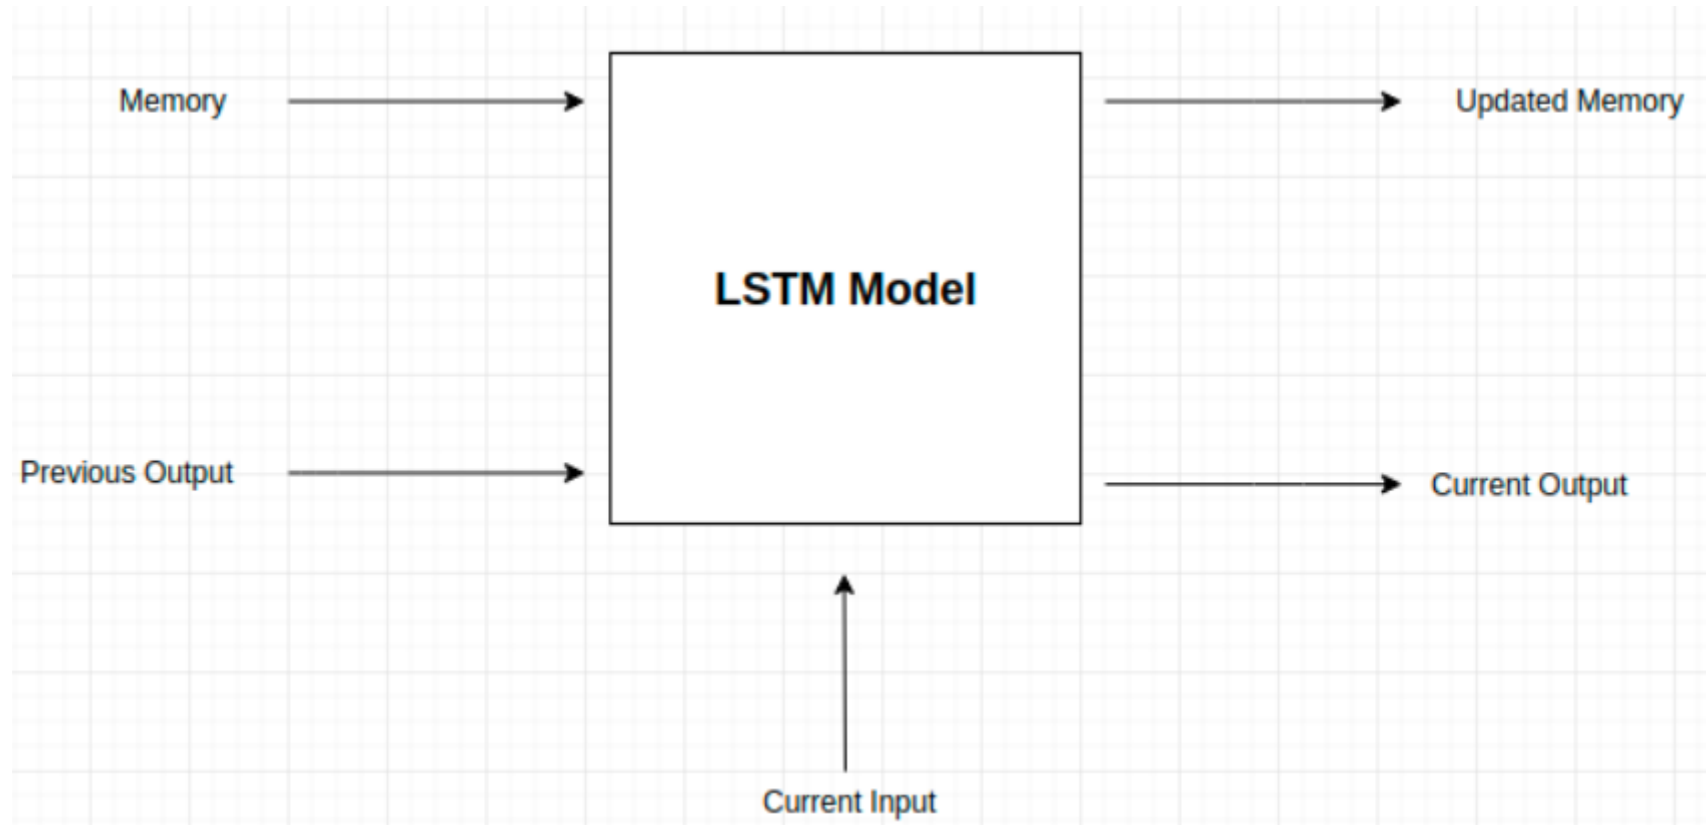 Memory
Updated Memory
LSTM Model
Previous Output
Current Output
Current Input